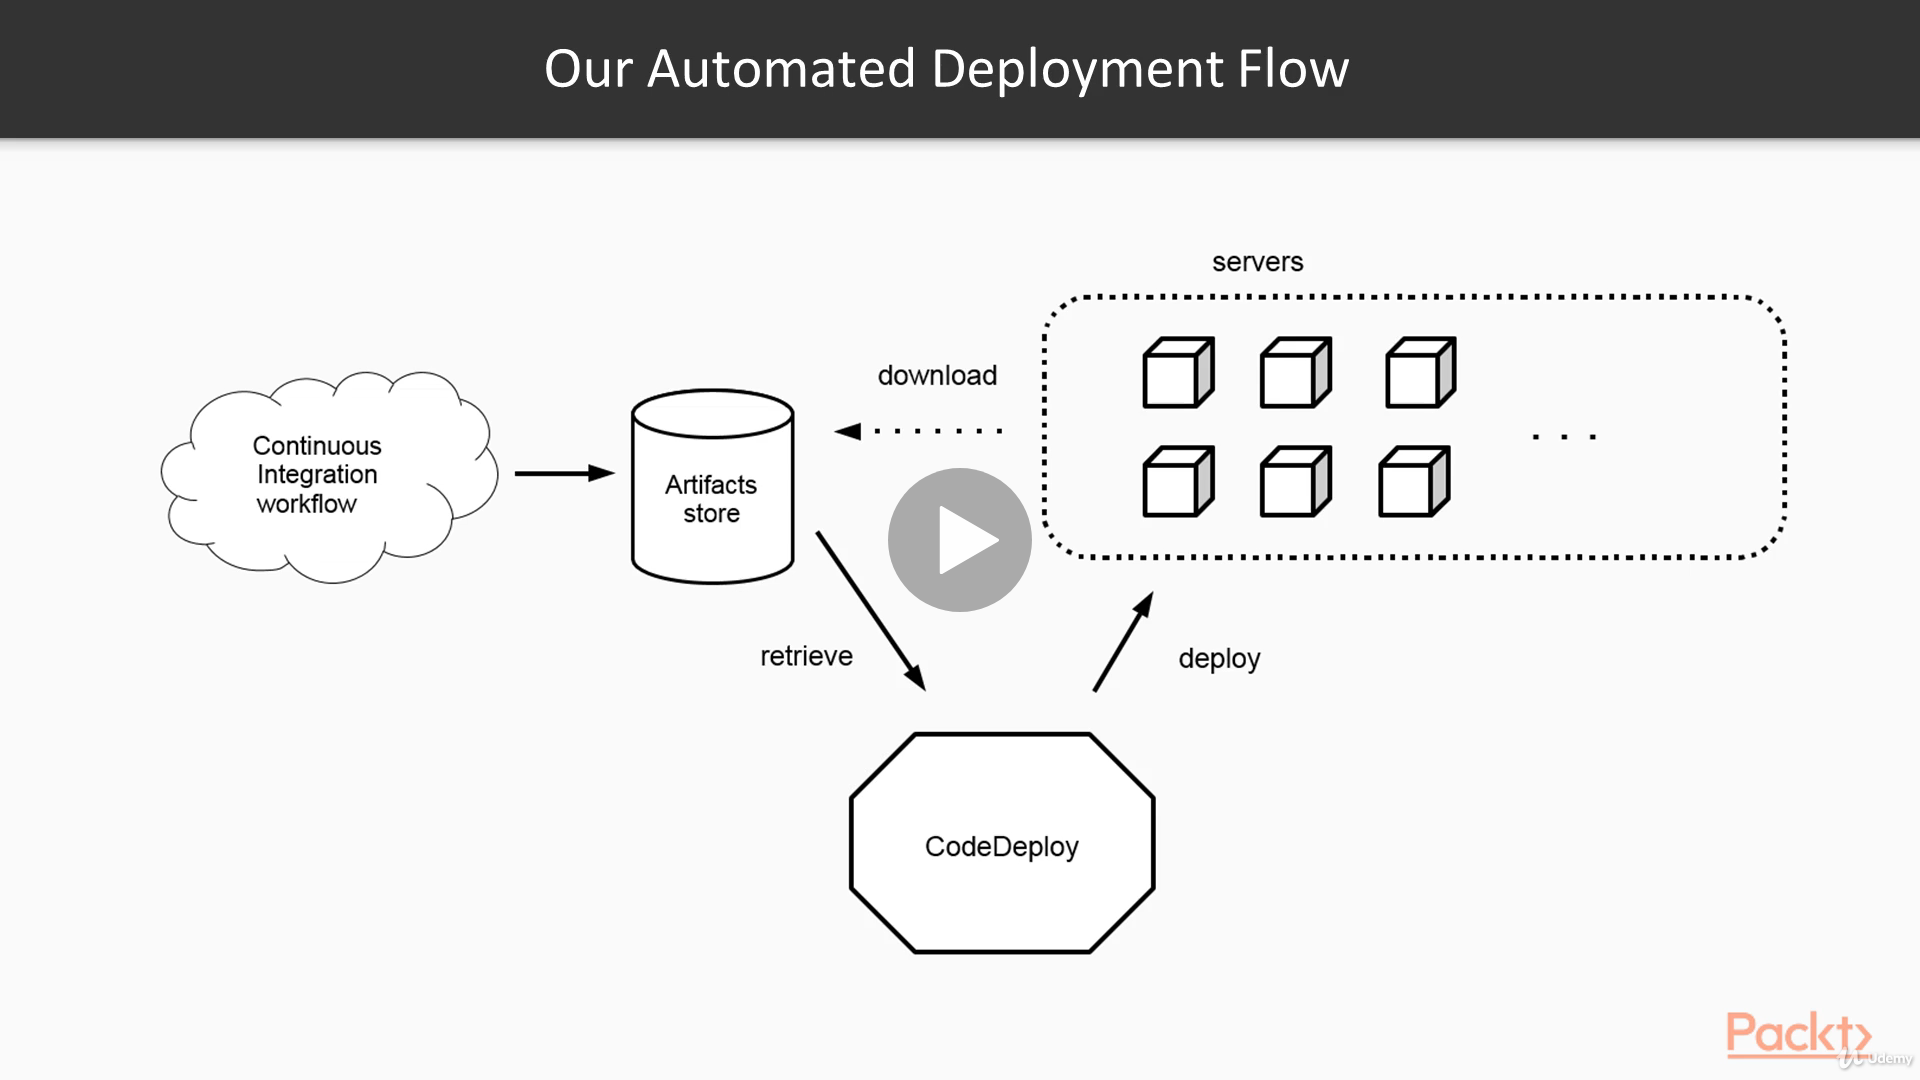 Our Automated Deployment Flow
servers
download
Continuous
Integration
workflow
Artifacts
store
retrieve
deploy
CodeDeploy
. . .
Packt>
Udemy